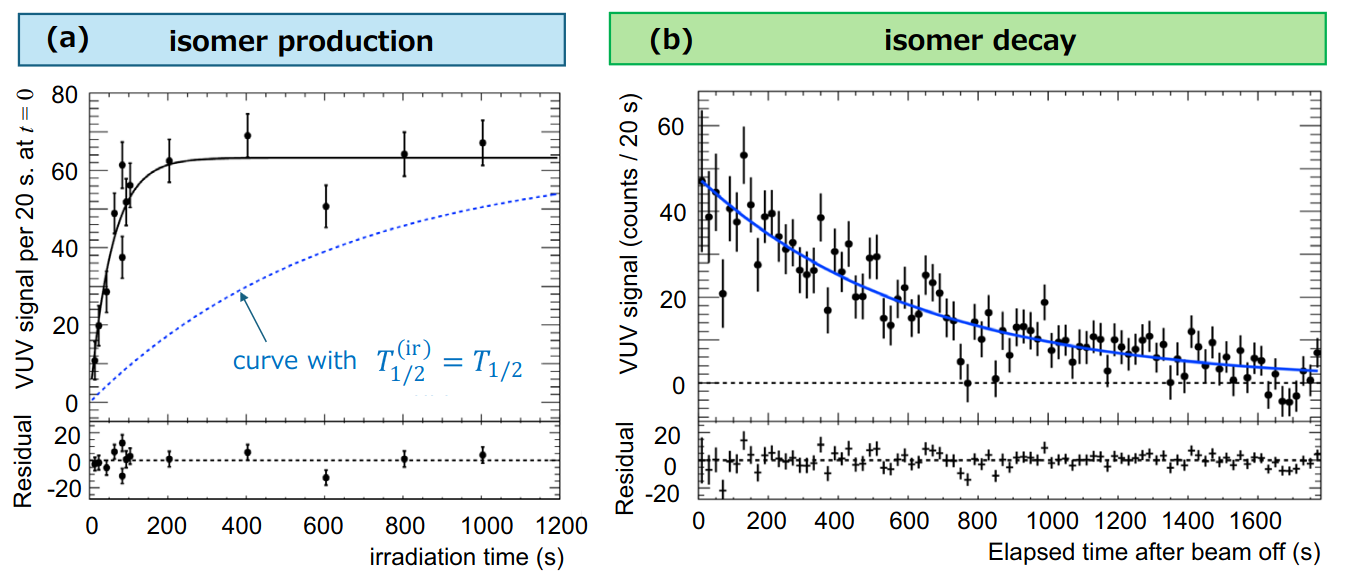 (a) isomer production
VUV signal per 20 s. at t = 0
80
60
40
20
0
curve with T_{1/2}^{(ir)} = T_{1/2}
Residual
20
0
-20
0 200 400 600 800 1000 1200
irradiation time (s)
(b) isomer decay
VUV signal (counts / 20 s)
60
40
20
0
Residual
20
0
-20
0 200 400 600 800 1000 1200 1400 1600
Elapsed time after beam off (s)